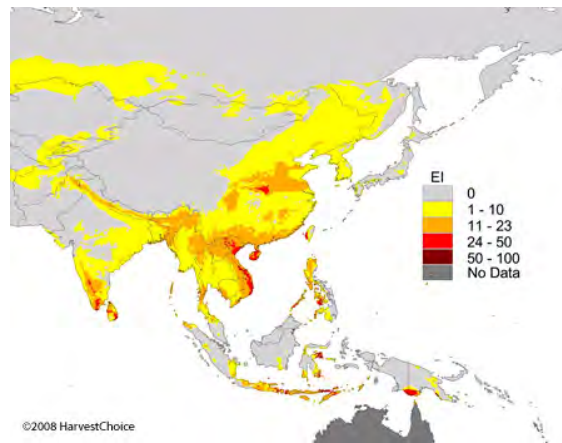 EI
0
1 - 10
11 - 23
24 - 50
50 - 100
No Data
©2008 HarvestChoice